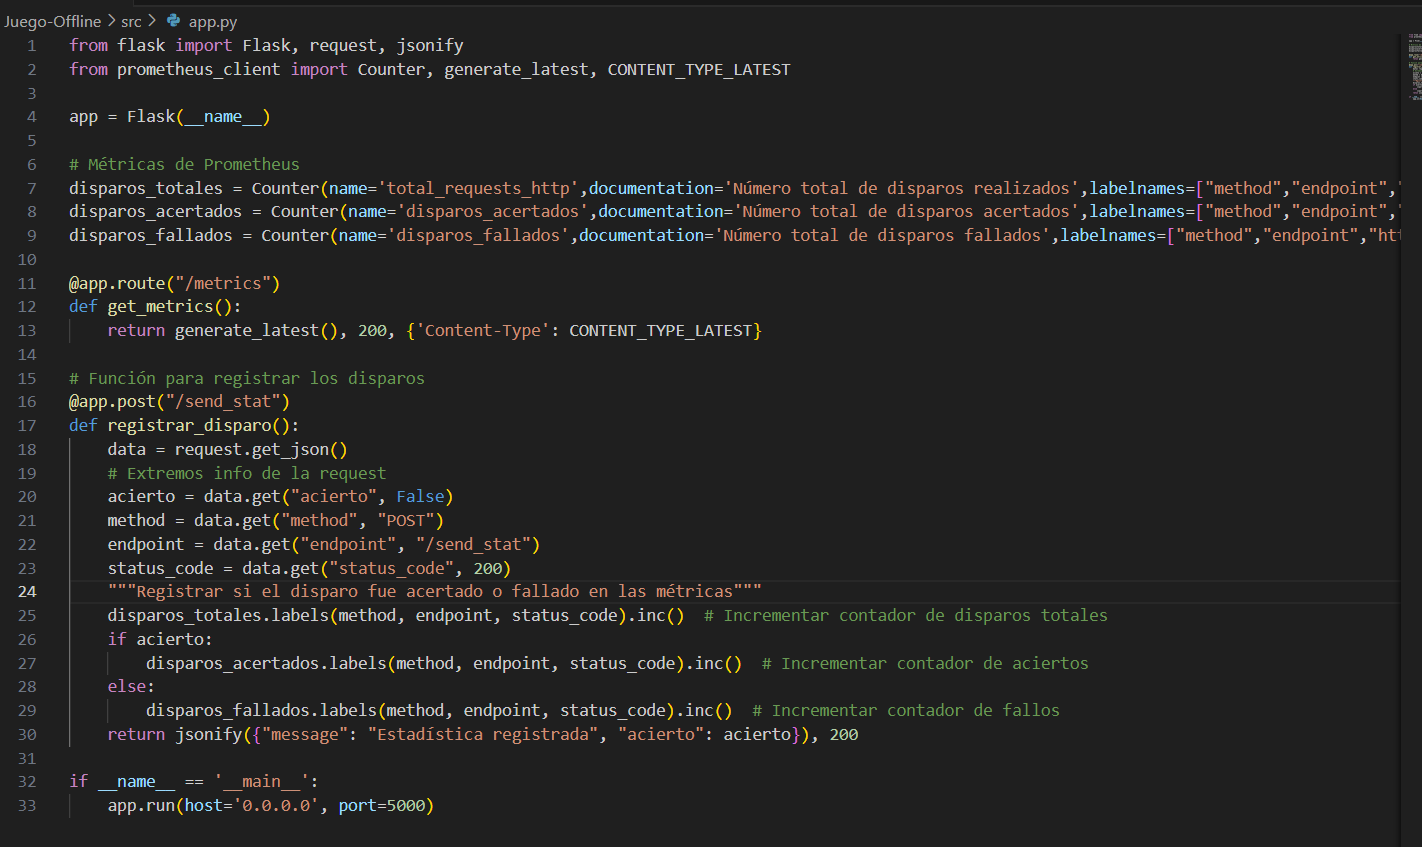 Juego-Offline > src > app.py
1 from flask import Flask, request, jsonify
2 from prometheus_client import Counter, generate_latest, CONTENT_TYPE_LATEST
3
4 app = Flask(__name__)
5
6 # Métricas de Prometheus
7 disparos_totales = Counter(name='total_requests_http',documentation='Número total de disparos realizados',labelnames=["method","endpoint","
8 disparos_acertados = Counter(name='disparos_acertados',documentation='Número total de disparos acertados',labelnames=["method","endpoint","
9 disparos_fallados = Counter(name='disparos_fallados',documentation='Número total de disparos fallados',labelnames=["method","endpoint","htt
10
11 @app.route("/metrics")
12 def get_metrics():
13     return generate_latest(), 200, {'Content-Type': CONTENT_TYPE_LATEST}
14
15 # Función para registrar los disparos
16 @app.post("/send_stat")
17 def registrar_disparo():
18     data = request.get_json()
19     # Extremos info de la request
20     acierto = data.get("acierto", False)
21     method = data.get("method", "POST")
22     endpoint = data.get("endpoint", "/send_stat")
23     status_code = data.get("status_code", 200)
24     """Registrar si el disparo fue acertado o fallado en las métricas"""
25     disparos_totales.labels(method, endpoint, status_code).inc()  # Incrementar contador de disparos totales
26     if acierto:
27         disparos_acertados.labels(method, endpoint, status_code).inc()  # Incrementar contador de aciertos
28     else:
29         disparos_fallados.labels(method, endpoint, status_code).inc()  # Incrementar contador de fallos
30     return jsonify({"message": "Estadística registrada", "acierto": acierto}), 200
31
32 if __name__ == '__main__':
33     app.run(host='0.0.0.0', port=5000)